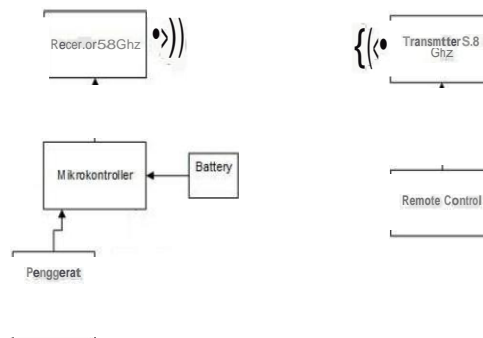 Recer.or58Ghz
TransmtterS.8
Ghz
Mikrokontroller
Battery
Remote Control
Penggerat